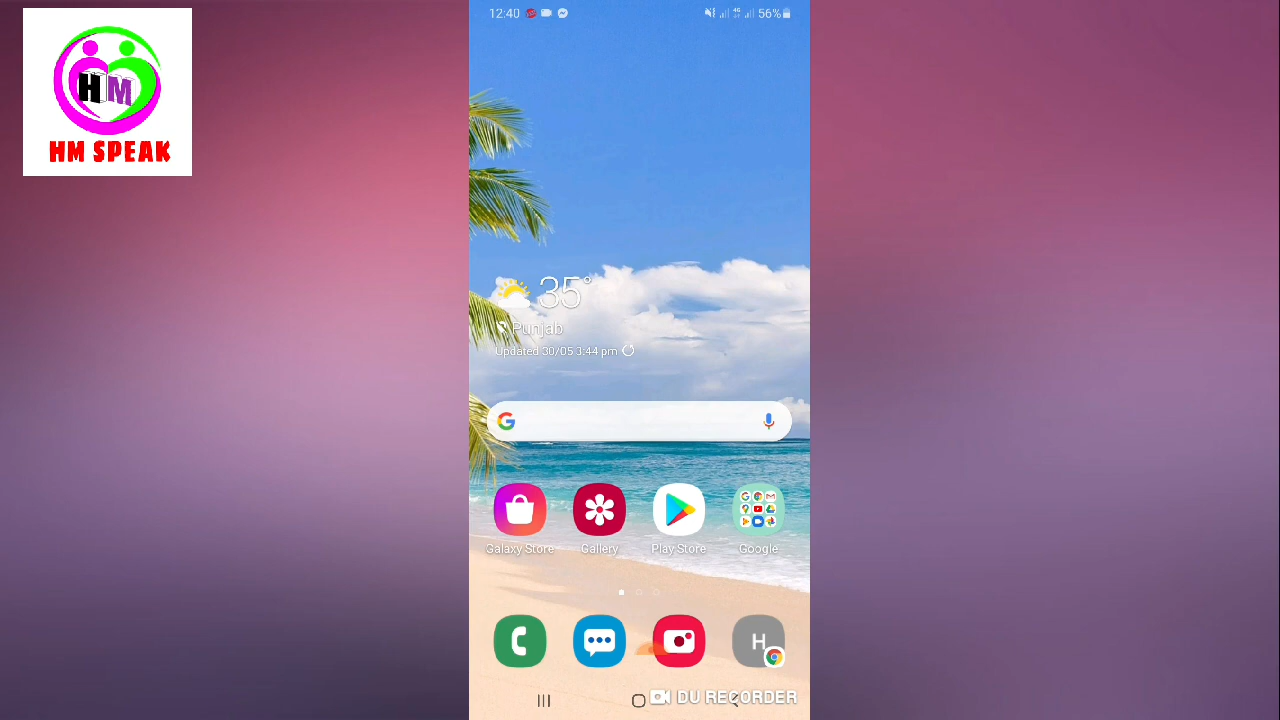 HM
HM SPEAK
12:40
4G
56%
35°
Punjab
Updated 30/05 3:44 pm
Galaxy Store
Gallery
Play Store
Google
H
DU RECORDER